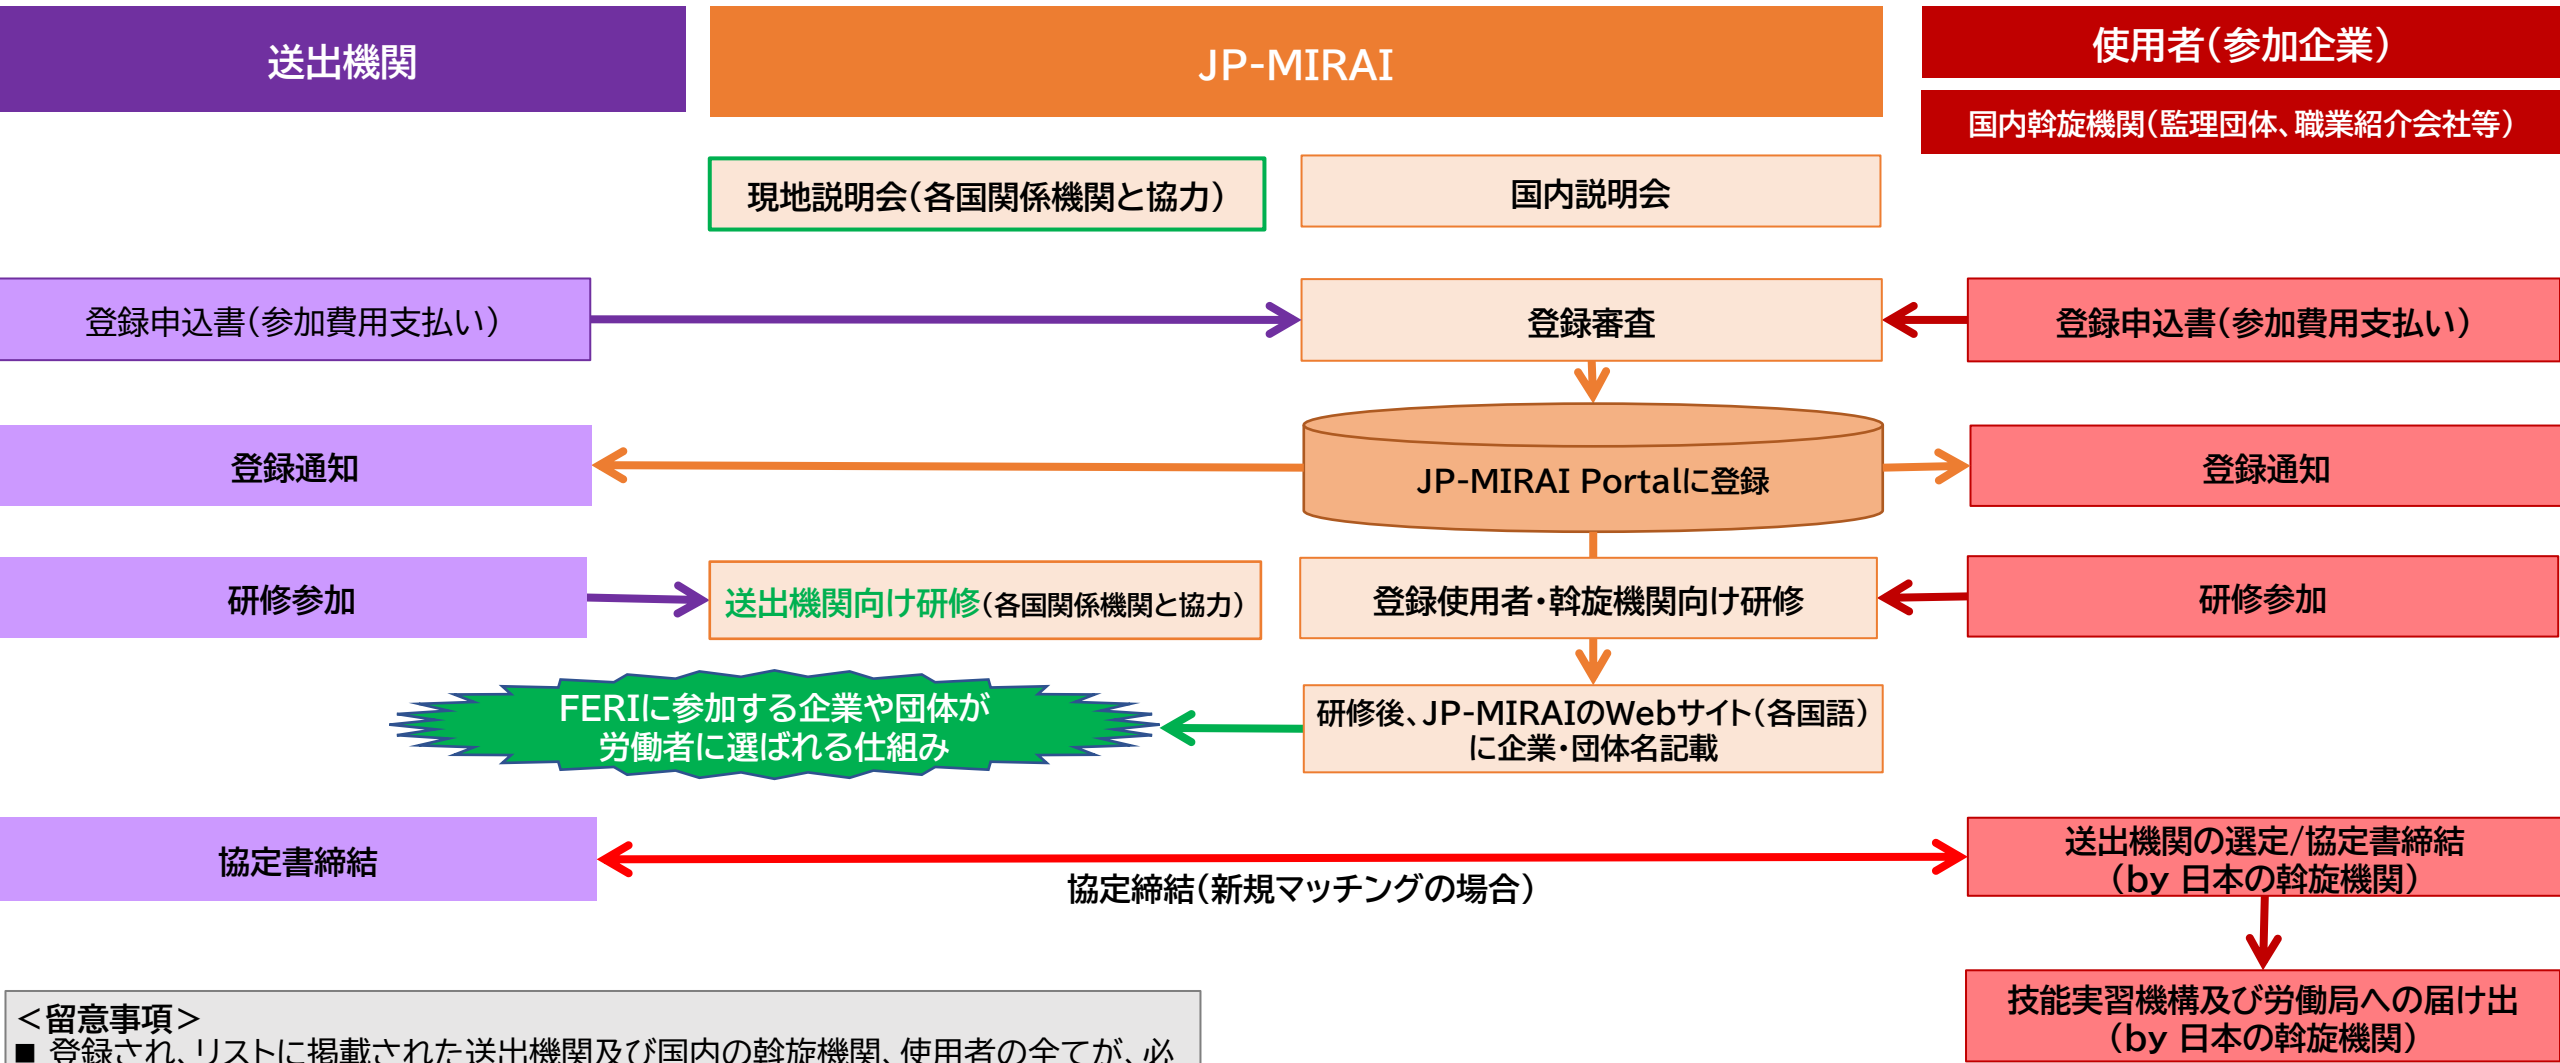 送出機関
JP-MIRAI
使用者（参加企業）
国内斡旋機関（監理団体、職業紹介会社等）
現地説明会（各国関係機関と協力）
国内説明会
登録申込書（参加費用支払い）
登録審査
登録申込書（参加費用支払い）
登録通知
JP-MIRAI Portalに登録
登録通知
研修参加
送出機関向け研修（各国関係機関と協力）
登録使用者・斡旋機関向け研修
研修参加
FERIに参加する企業や団体が
労働者に選ばれる仕組み
研修後、JP-MIRAIのWebサイト（各国語）
に企業・団体名記載
協定書締結
協定締結（新規マッチングの場合）
送出機関の選定/協定書締結
（by 日本の斡旋機関）
技能実習機構及び労働局への届け出
（by 日本の斡旋機関）
＜留意事項＞
■ 登録され、リストに掲載された送出機関及び国内の斡旋機関、使用者の全てが、必